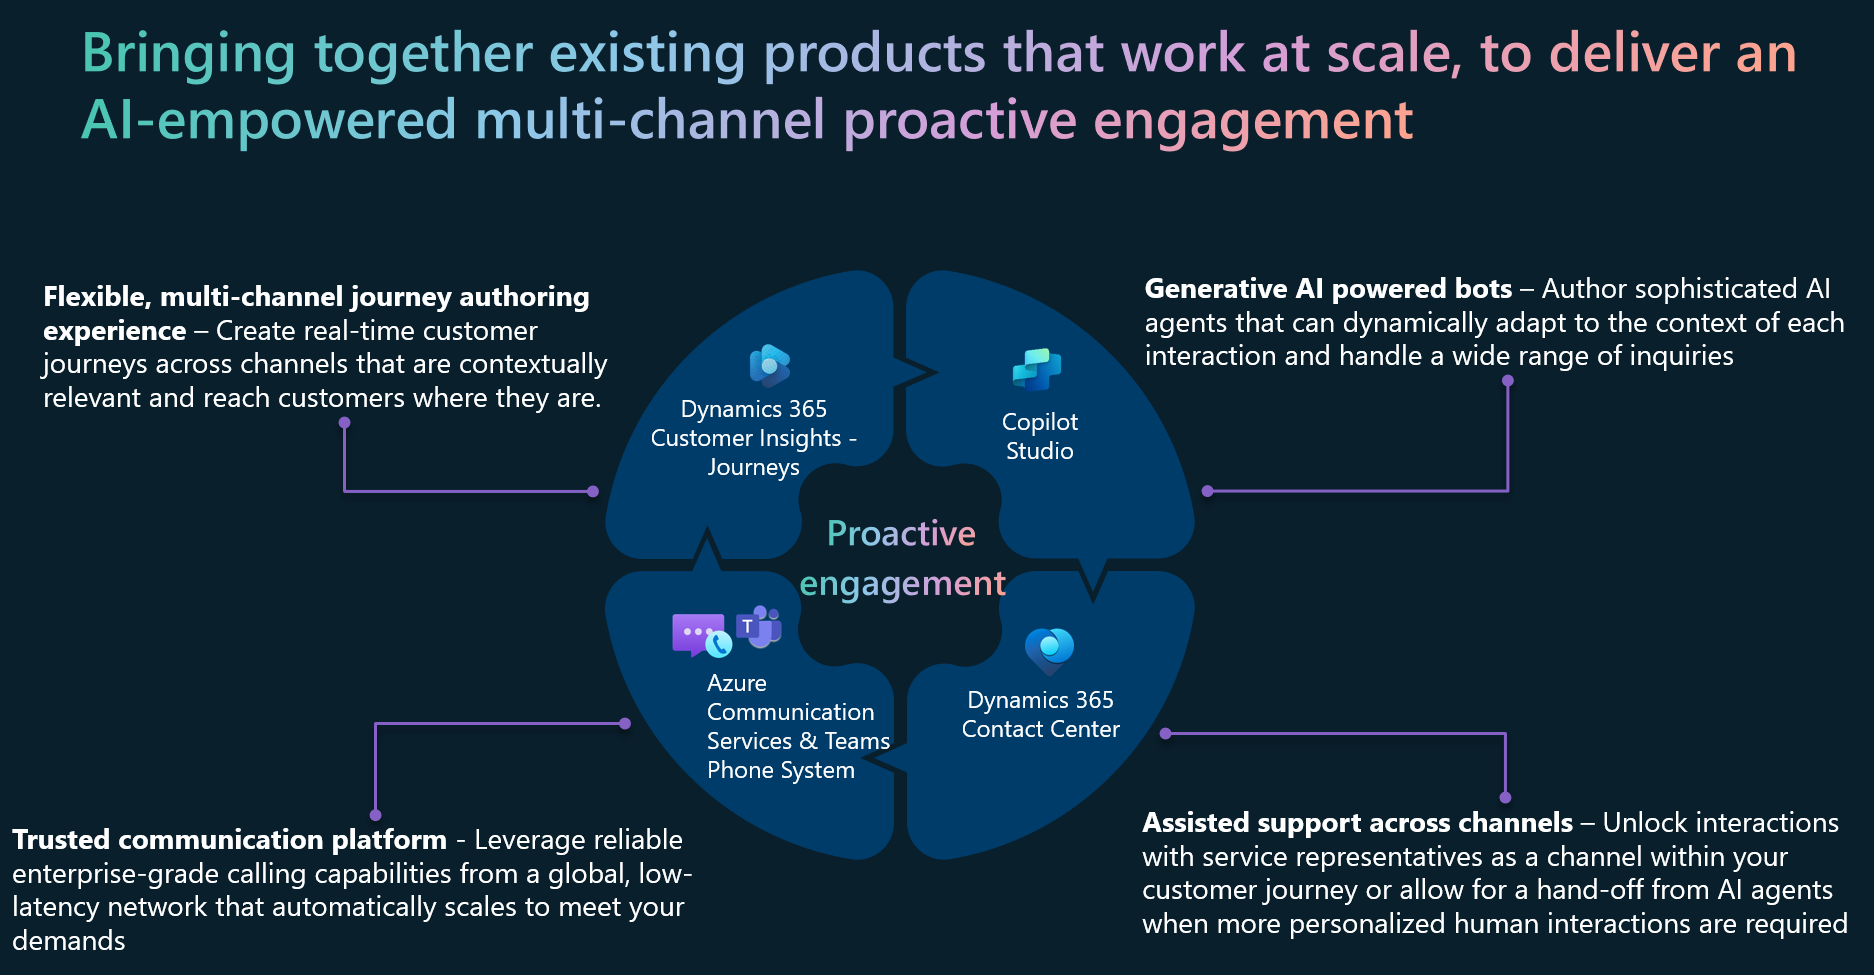 Bringing together existing products that work at scale, to deliver an
AI-empowered multi-channel proactive engagement
Flexible, multi-channel journey authoring
experience – Create real-time customer
journeys across channels that are contextually
relevant and reach customers where they are.
Generative AI powered bots – Author sophisticated AI
agents that can dynamically adapt to the context of each
interaction and handle a wide range of inquiries
Dynamics 365
Customer Insights -
Journeys
Copilot
Studio
Proactive
engagement
T
Azure
Communication
Services & Teams
Phone System
Dynamics 365
Contact Center
Trusted communication platform - Leverage reliable
enterprise-grade calling capabilities from a global, low-
latency network that automatically scales to meet your
demands
Assisted support across channels – Unlock interactions
with service representatives as a channel within your
customer journey or allow for a hand-off from AI agents
when more personalized human interactions are required